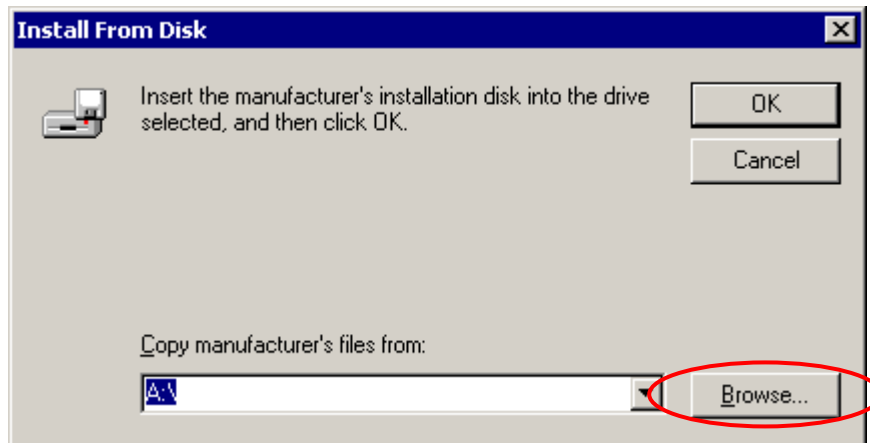 Install From Disk
Insert the manufacturer's installation disk into the drive
selected, and then click OK.
OK
Cancel
Copy manufacturer's files from:
A:\
Browse...